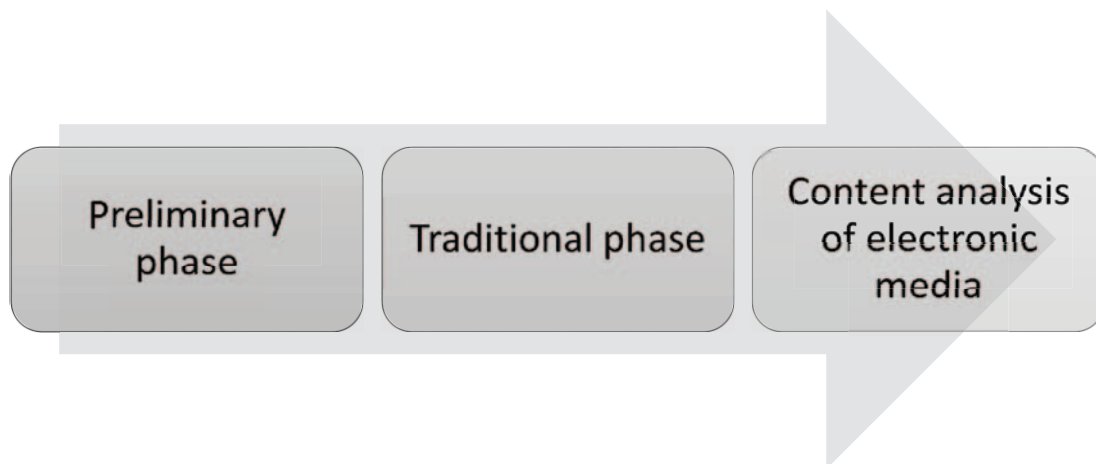 Preliminary
phase
Traditional phase
Content analysis
of electronic
media